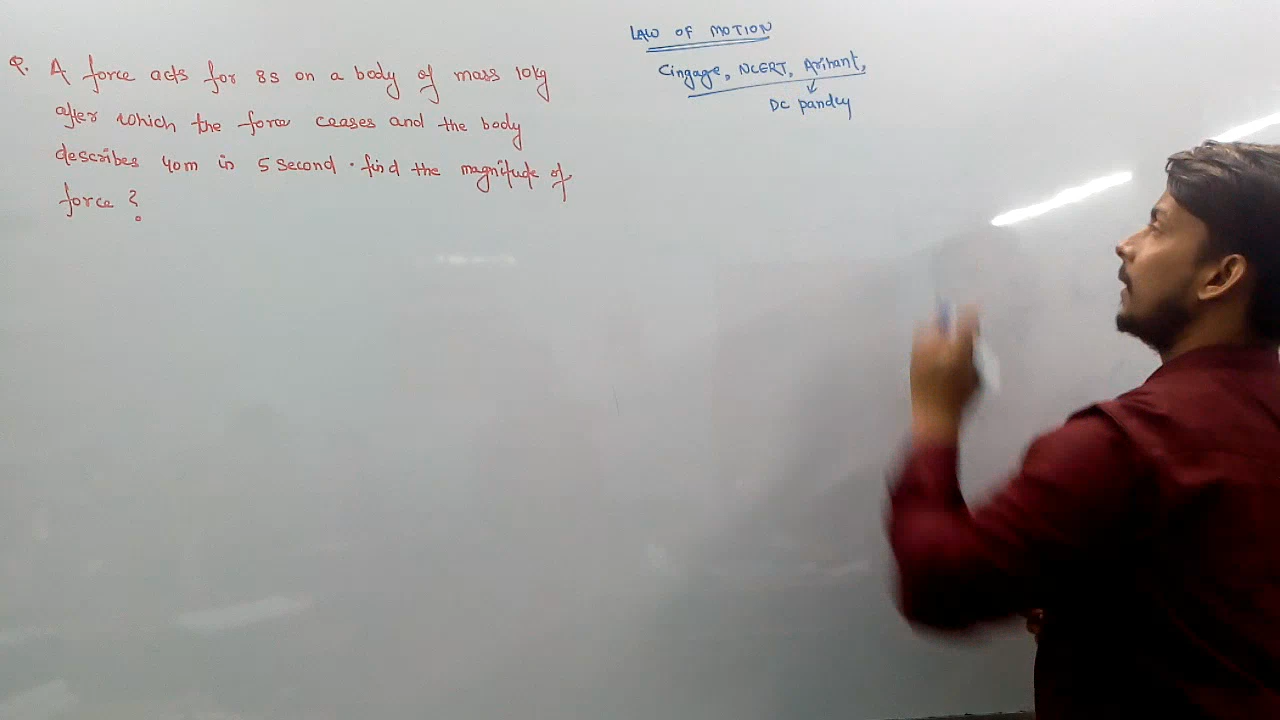 LAW OF MOTION
Cingage, NCERT, Arihant,
DC pandey
Q. A force acts for 8s on a body of mass 10kg
after which the force ceases and the body
describes 40m in 5 second. find the magnitude of
force ?